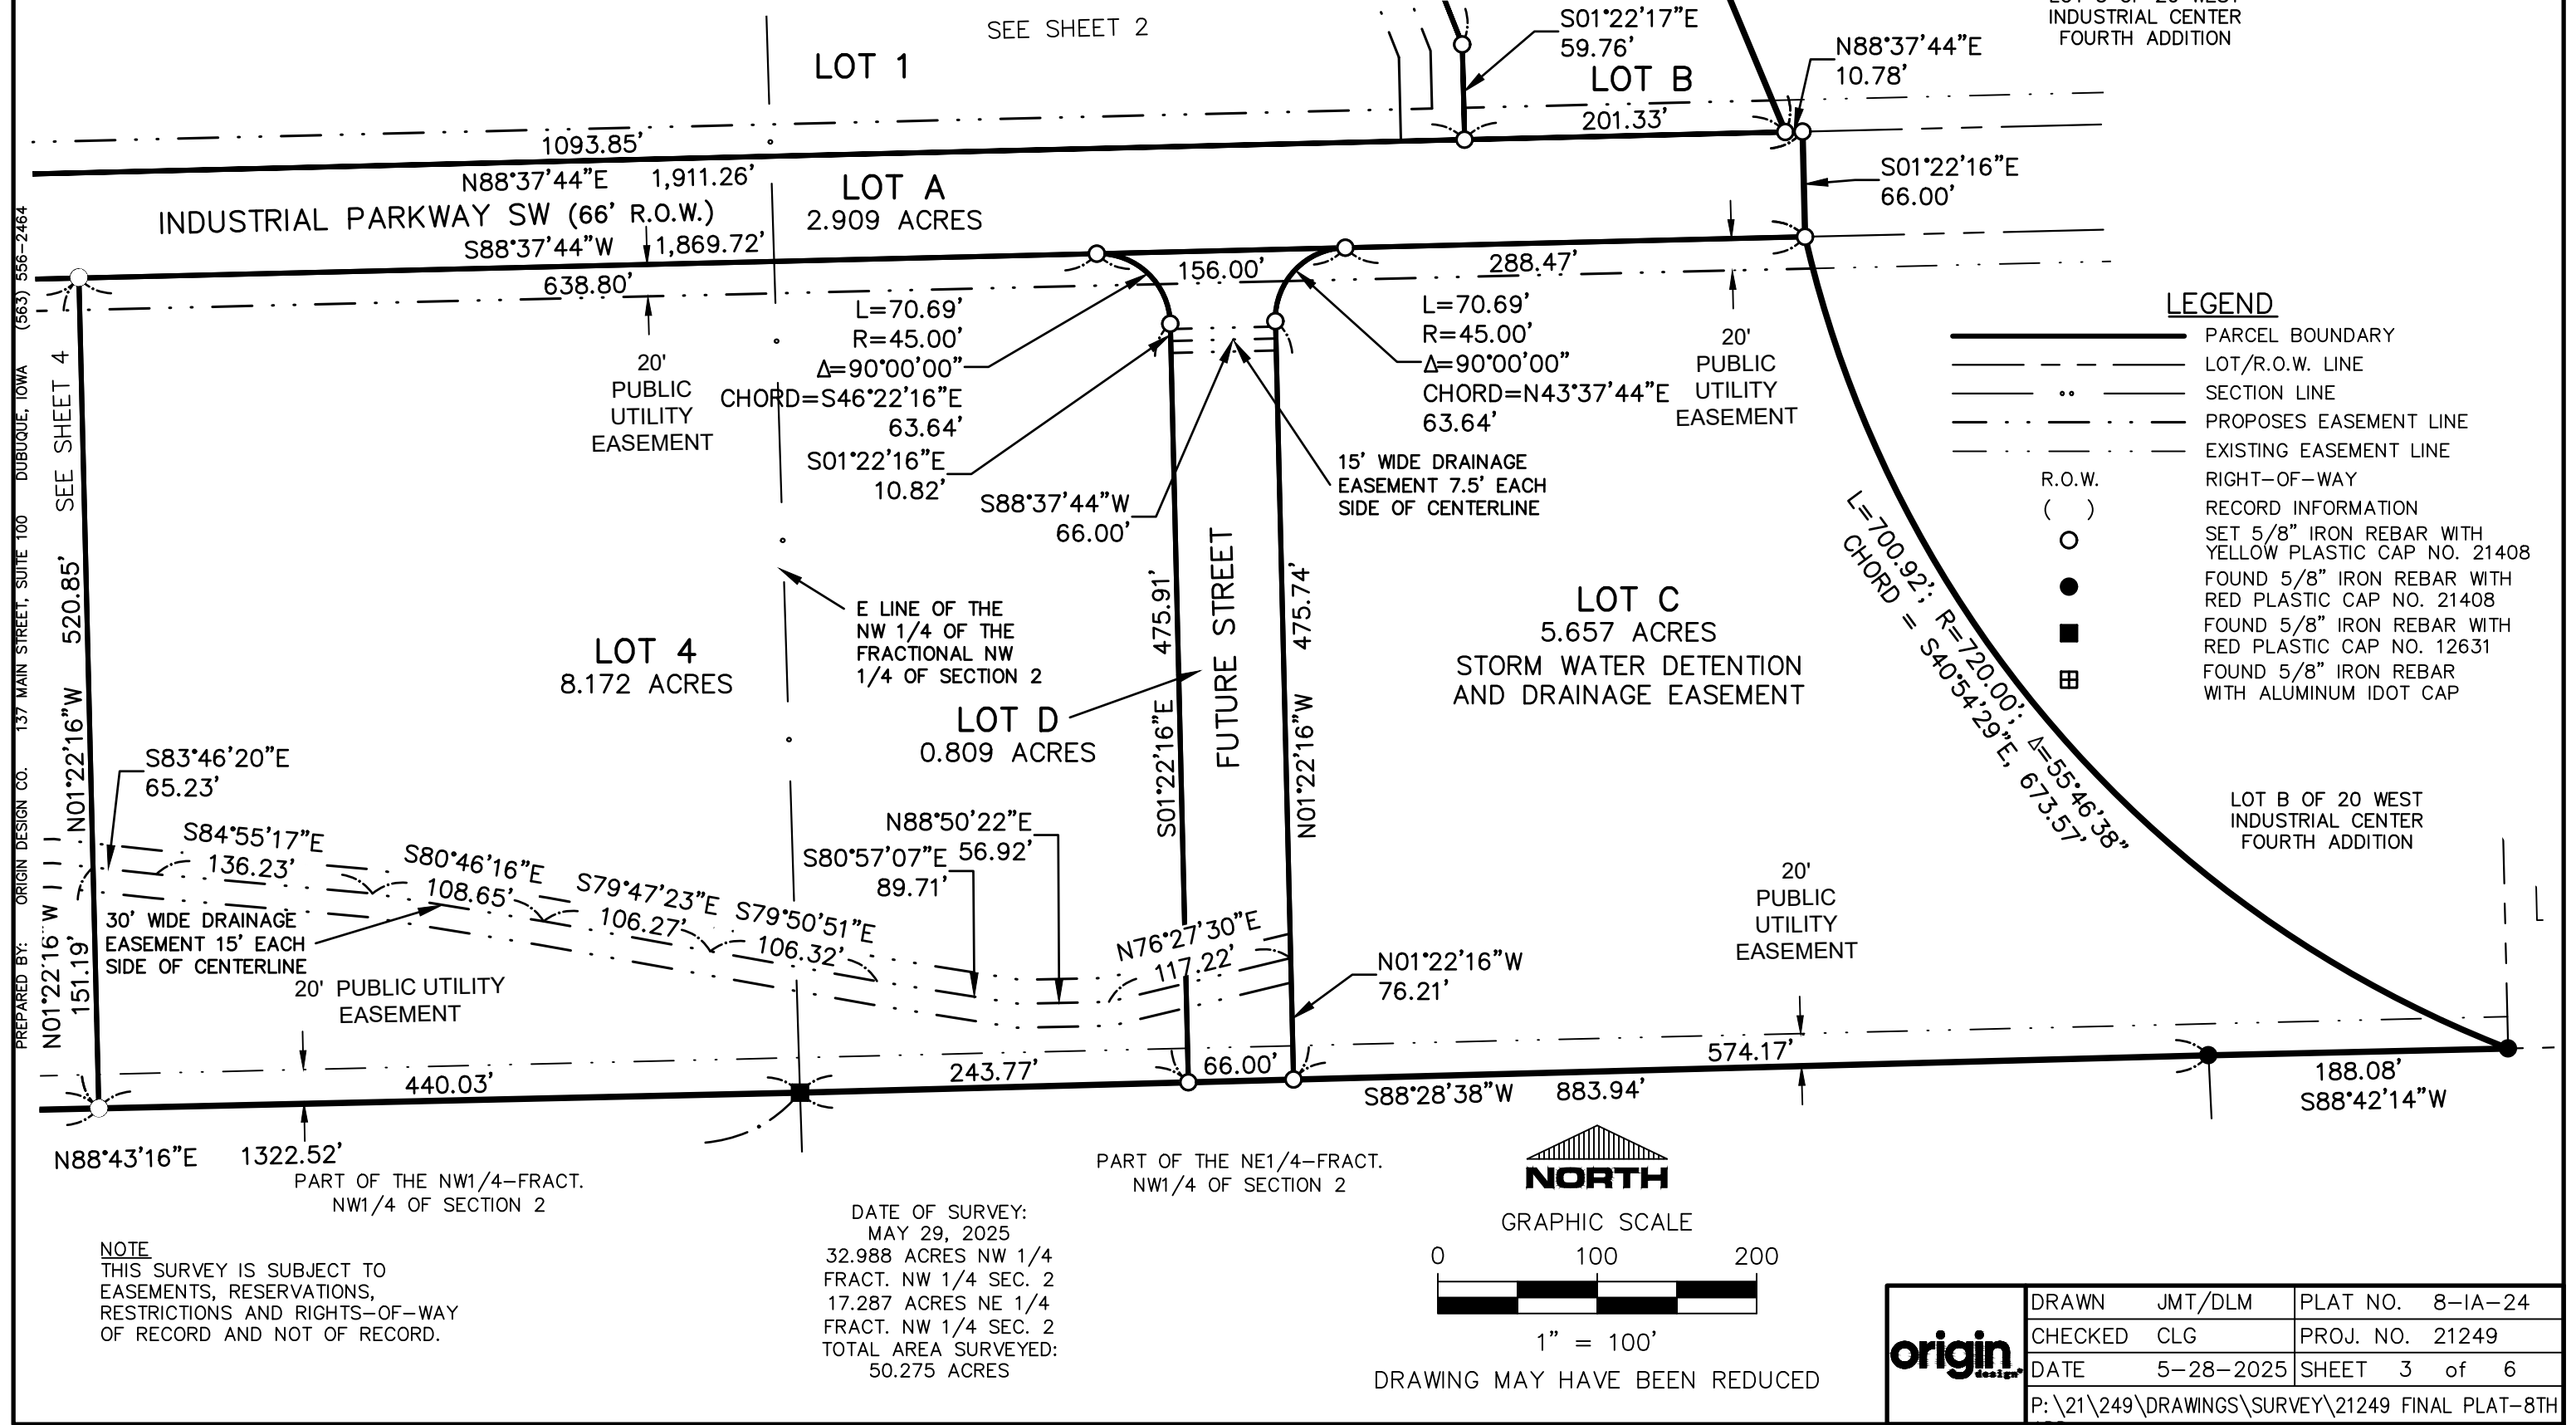 SEE SHEET 2
LOT 1
S01°22'17"E
59.76'
LOT B
N88°37'44"E
10.78'
INDUSTRIAL CENTER
FOURTH ADDITION
1093.85'
201.33'
N88°37'44"E 1,911.26'
LOT A
2.909 ACRES
INDUSTRIAL PARKWAY SW (66' R.O.W.)
S88°37'44"W 1,869.72'
S01°22'16"E
66.00'
638.80'
156.00'
288.47'
20'
PUBLIC
UTILITY
EASEMENT
L=70.69'
R=45.00'
Δ=90°00'00"
CHORD=S46°22'16"E
63.64'
S01°22'16"E
10.82'
S88°37'44"W
66.00'
L=70.69'
R=45.00'
Δ=90°00'00"
CHORD=N43°37'44"E
63.64'
15' WIDE DRAINAGE
EASEMENT 7.5' EACH
SIDE OF CENTERLINE
20'
PUBLIC
UTILITY
EASEMENT
LEGEND
PARCEL BOUNDARY
LOT/R.O.W. LINE
SECTION LINE
PROPOSES EASEMENT LINE
EXISTING EASEMENT LINE
R.O.W. RIGHT-OF-WAY
( ) RECORD INFORMATION
SET 5/8" IRON REBAR WITH
YELLOW PLASTIC CAP NO. 21408
FOUND 5/8" IRON REBAR WITH
RED PLASTIC CAP NO. 21408
FOUND 5/8" IRON REBAR WITH
RED PLASTIC CAP NO. 12631
FOUND 5/8" IRON REBAR
WITH ALUMINUM IDOT CAP
PREPARED BY: ORIGIN DESIGN CO. 137 MAIN STREET, SUITE 100 DUBUQUE, IOWA (563) 556-2464
SEE SHEET 4
N01°22'16"W 520.85'
E LINE OF THE
NW 1/4 OF THE
FRACTIONAL NW
1/4 OF SECTION 2
LOT 4
8.172 ACRES
LOT D
0.809 ACRES
S01°22'16"E 475.91'
FUTURE STREET
N01°22'16"W 475.74'
LOT C
5.657 ACRES
STORM WATER DETENTION
AND DRAINAGE EASEMENT
L=700.92'; R=720.00'; Δ=55°46'38"
CHORD = S40°54'29"E, 673.57'
LOT B OF 20 WEST
INDUSTRIAL CENTER
FOURTH ADDITION
S83°46'20"E
65.23'
S84°55'17"E
136.23'
S80°46'16"E
108.65'
S79°47'23"E
106.27'
S79°50'51"E
106.32'
S80°57'07"E
89.71'
N88°50'22"E
56.92'
N76°27'30"E
117.22'
N01°22'16"W
76.21'
30' WIDE DRAINAGE
EASEMENT 15' EACH
SIDE OF CENTERLINE
N01°22'16"W
151.19'
20' PUBLIC UTILITY
EASEMENT
20'
PUBLIC
UTILITY
EASEMENT
440.03'
243.77'
66.00'
574.17'
188.08'
N88°43'16"E 1322.52'
S88°28'38"W 883.94'
S88°42'14"W
PART OF THE NW1/4-FRACT.
NW1/4 OF SECTION 2
PART OF THE NE1/4-FRACT.
NW1/4 OF SECTION 2
NOTE
THIS SURVEY IS SUBJECT TO
EASEMENTS, RESERVATIONS,
RESTRICTIONS AND RIGHTS-OF-WAY
OF RECORD AND NOT OF RECORD.
DATE OF SURVEY:
MAY 29, 2025
32.988 ACRES NW 1/4
FRACT. NW 1/4 SEC. 2
17.287 ACRES NE 1/4
FRACT. NW 1/4 SEC. 2
TOTAL AREA SURVEYED:
50.275 ACRES
NORTH
GRAPHIC SCALE
0 100 200
1" = 100'
DRAWING MAY HAVE BEEN REDUCED
origin
design
DRAWN JMT/DLM PLAT NO. 8-IA-24
CHECKED CLG PROJ. NO. 21249
DATE 5-28-2025 SHEET 3 of 6
P:\21\249\DRAWINGS\SURVEY\21249 FINAL PLAT-8TH